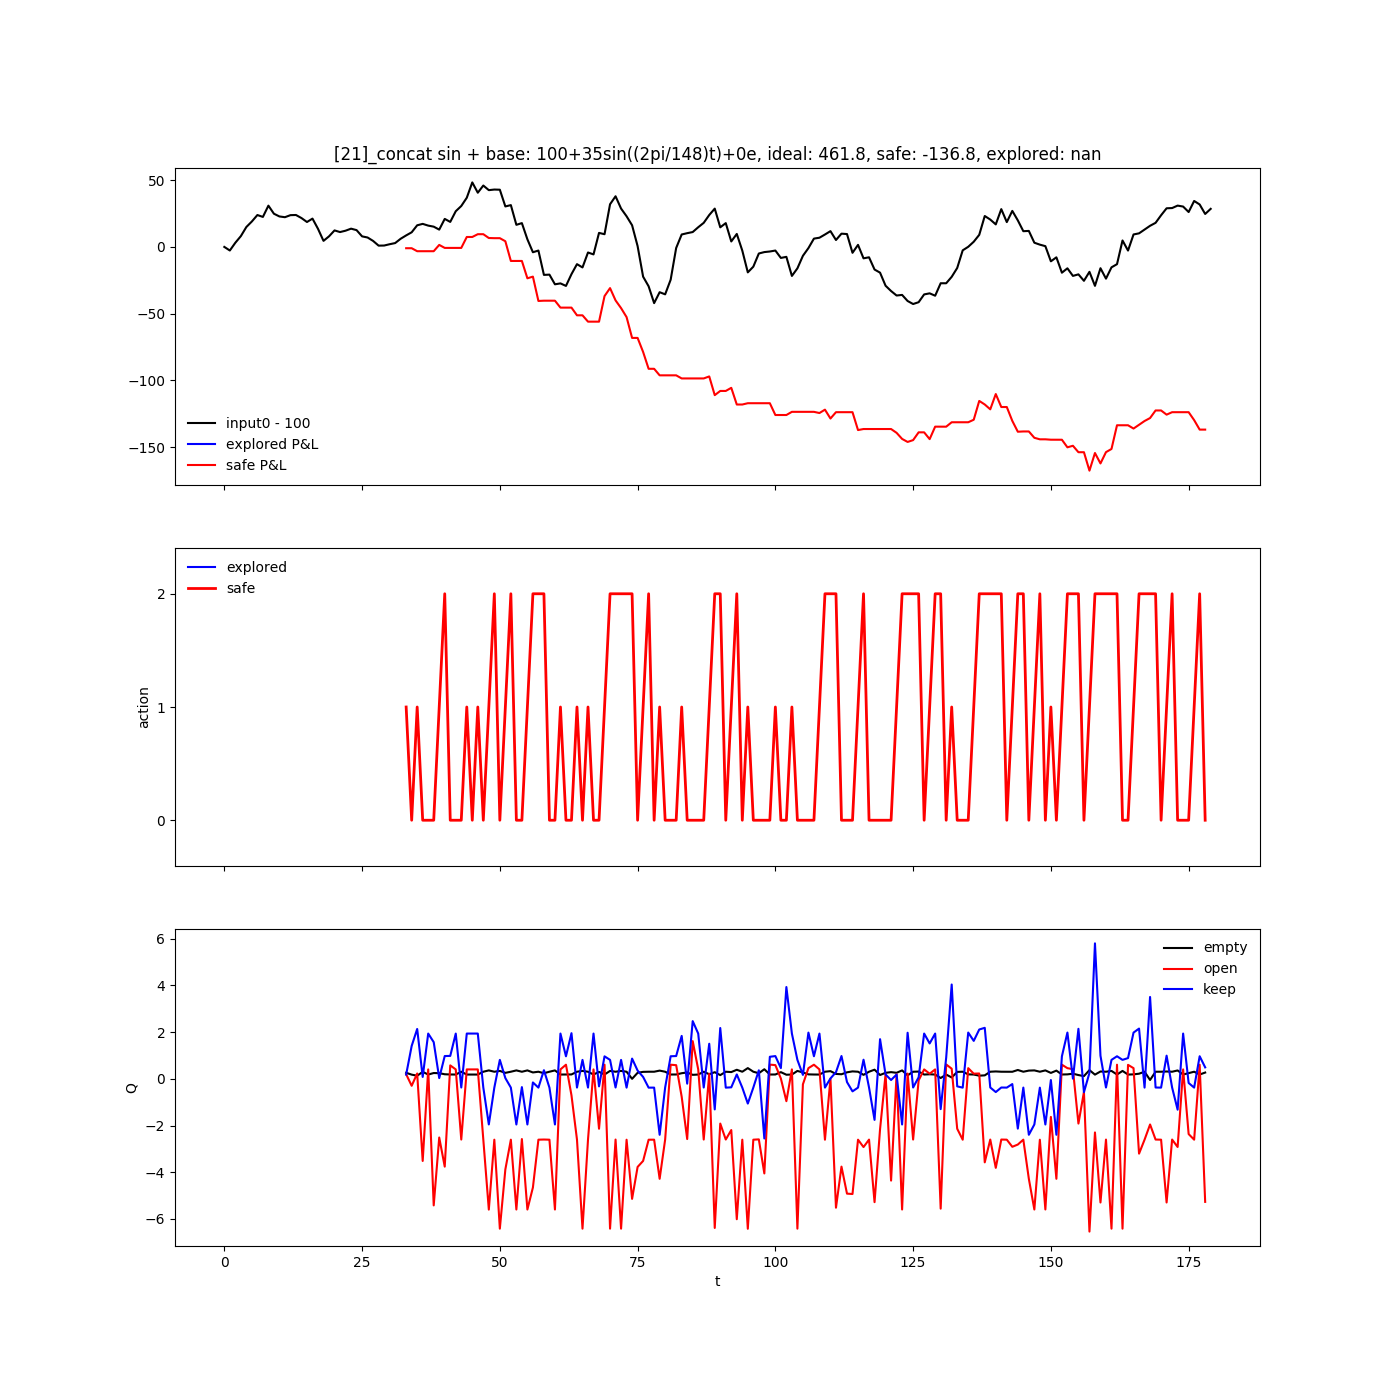 [21]_concat sin + base: 100+35sin((2pi/148)t)+0e, ideal: 461.8, safe: -136.8, explored: nan
50
0
−50
−100
−150
input0 - 100
explored P&L
safe P&L
2
1
0
action
explored
safe
6
4
2
0
−2
−4
−6
Q
empty
open
keep
0 25 50 75 100 125 150 175
t